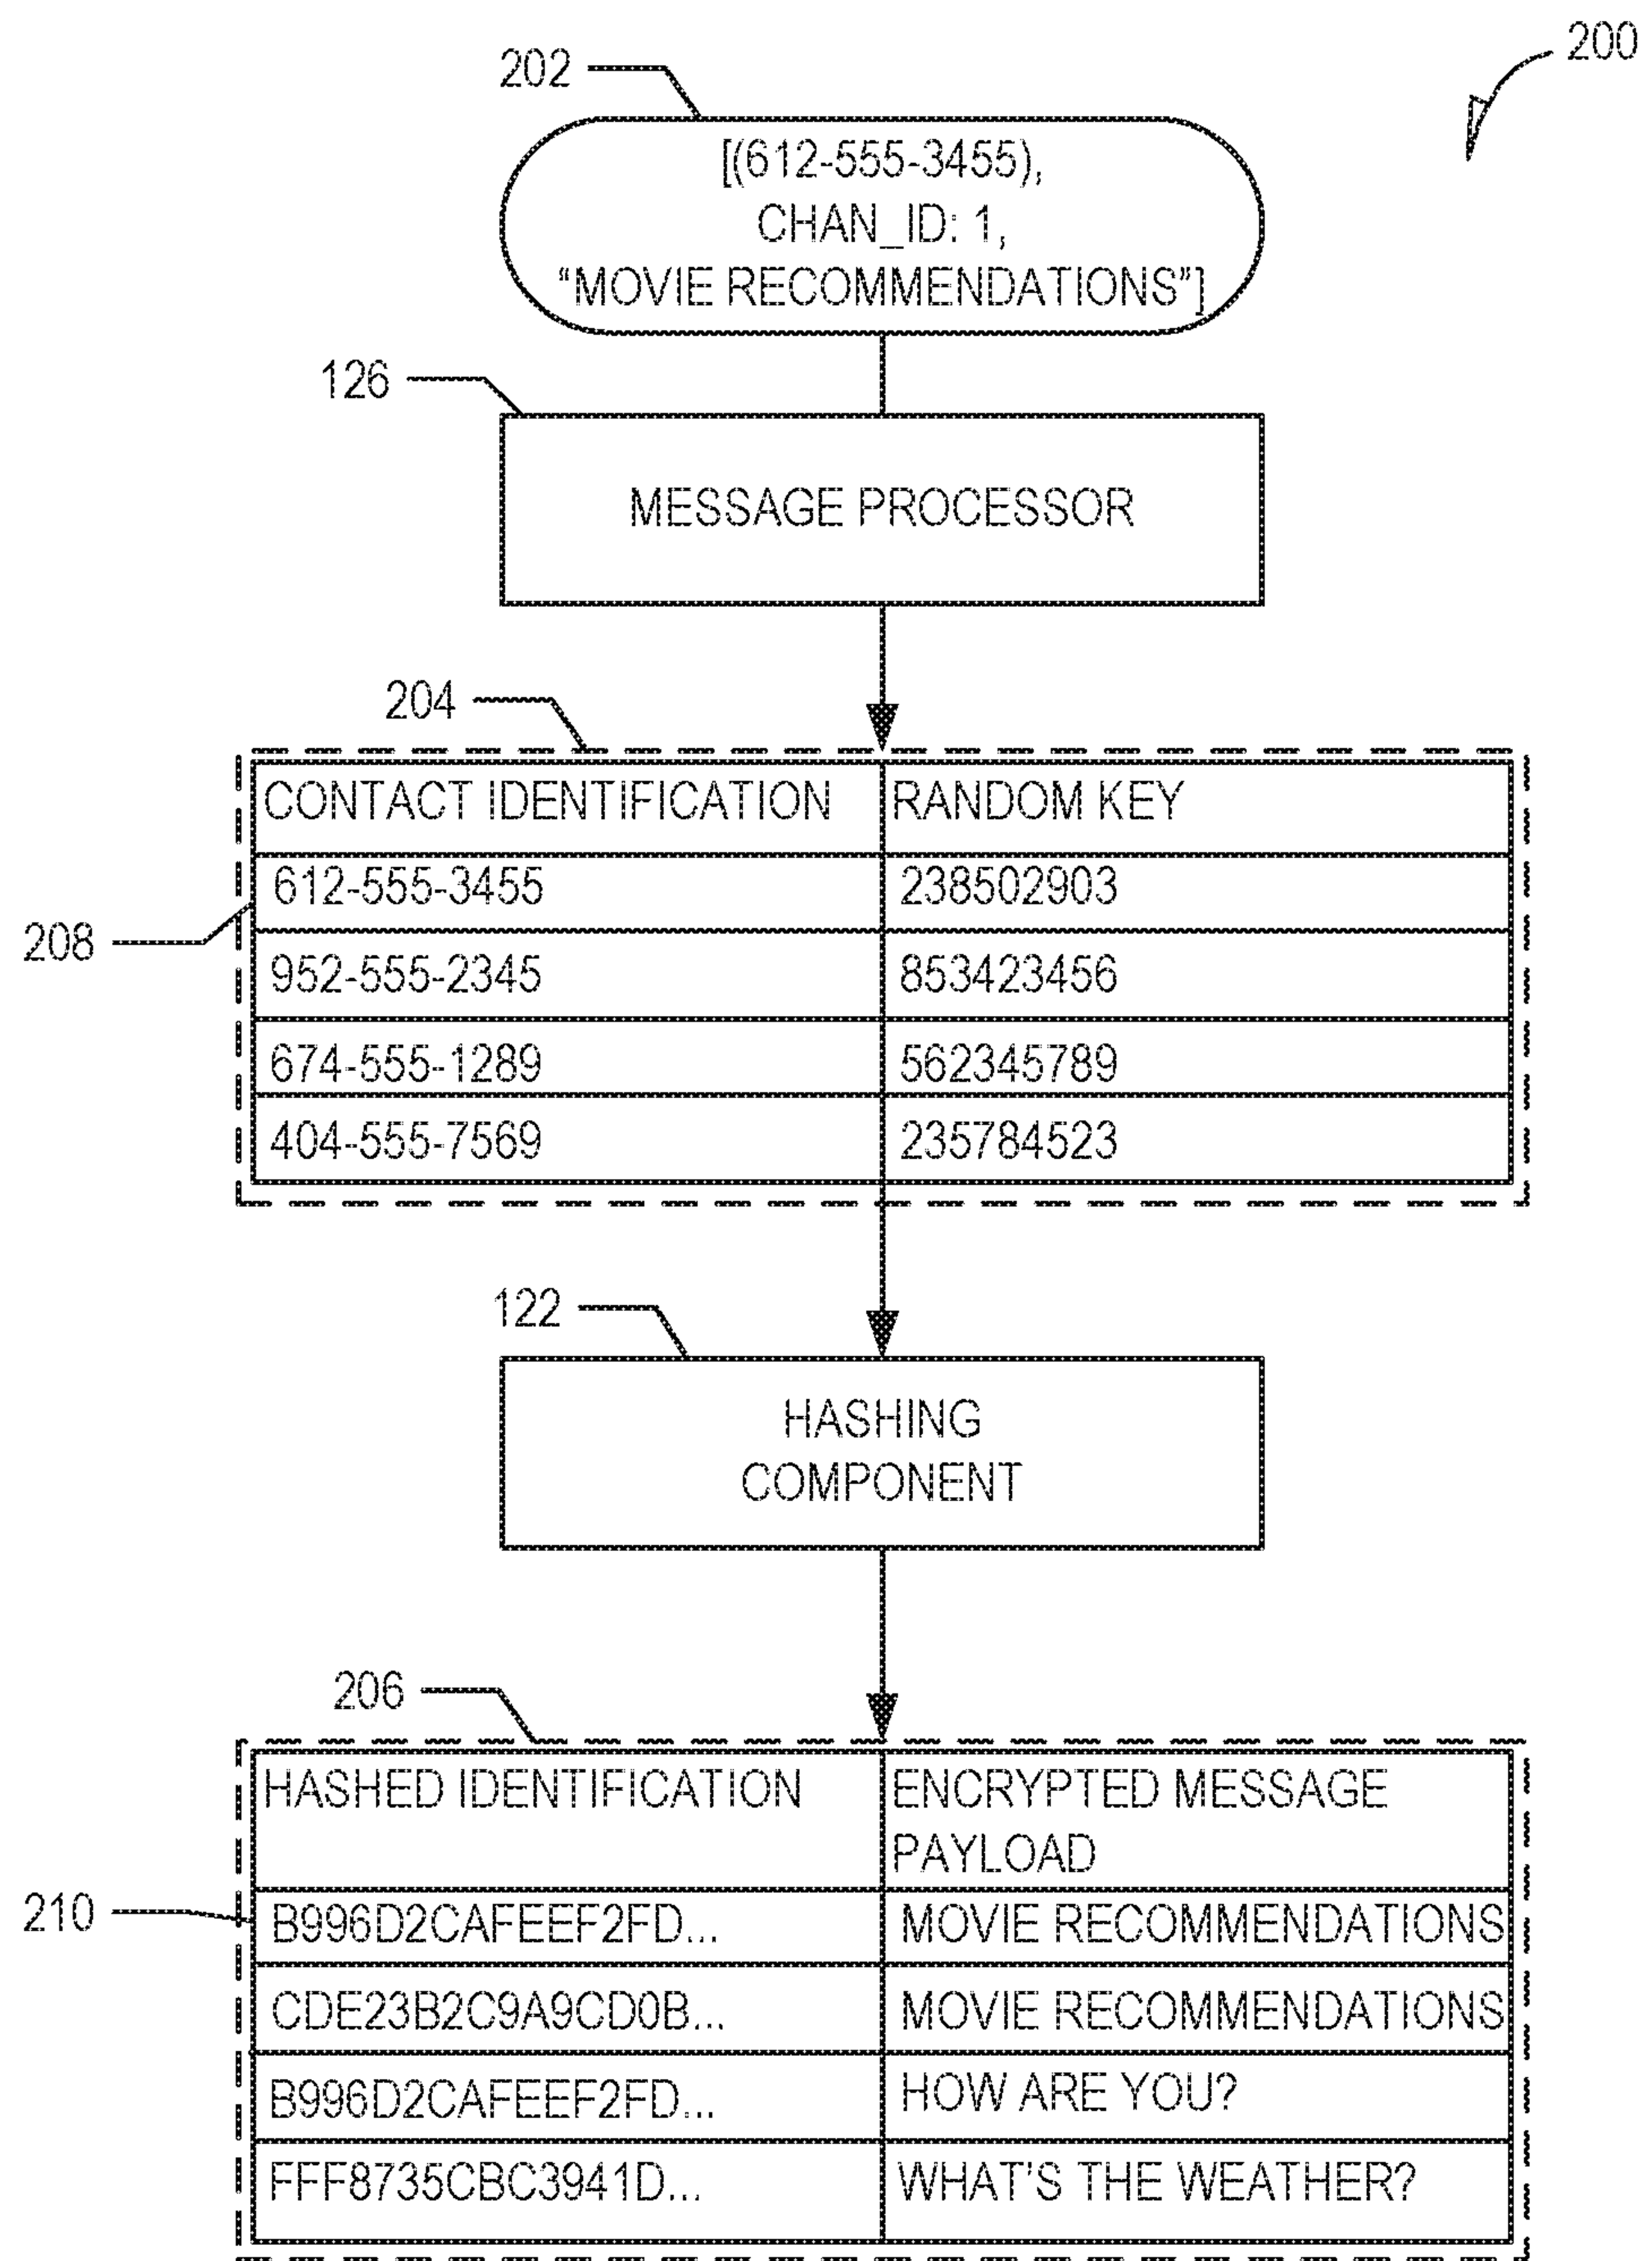 200
202
[(612-555-3455),
CHAN_ID: 1,
“MOVIE RECOMMENDATIONS”]
126
MESSAGE PROCESSOR
204
CONTACT IDENTIFICATION RANDOM KEY
612-555-3455 238502903
208
952-555-2345 853423456
674-555-1289 562345789
404-555-7569 235784523
122
HASHING
COMPONENT
206
HASHED IDENTIFICATION ENCRYPTED MESSAGE
PAYLOAD
210 B996D2CAFEEF2FD... MOVIE RECOMMENDATIONS
CDE23B2C9A9CD0B... MOVIE RECOMMENDATIONS
B996D2CAFEEF2FD... HOW ARE YOU?
FFF8735CBC3941D... WHAT’S THE WEATHER?